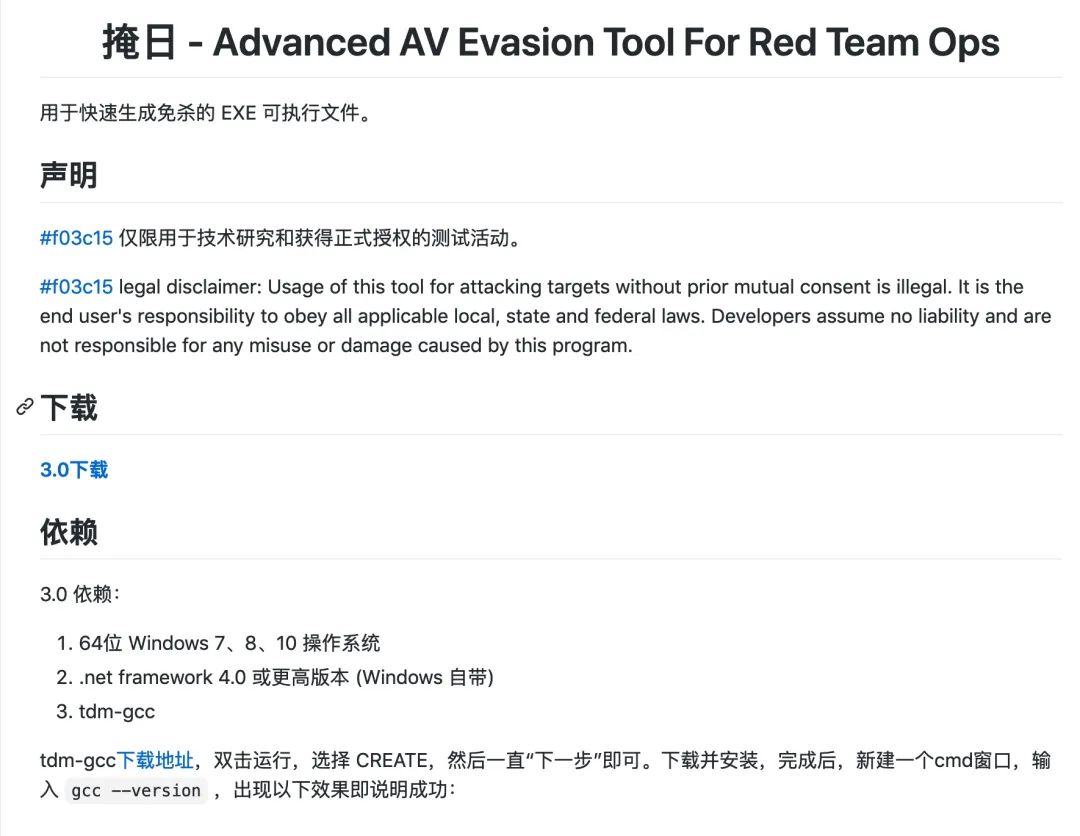 掩日 - Advanced AV Evasion Tool For Red Team Ops
用于快速生成免杀的 EXE 可执行文件。
声明
#f03c15 仅限用于技术研究和获得正式授权的测试活动。
#f03c15 legal disclaimer: Usage of this tool for attacking targets without prior mutual consent is illegal. It is the
end user's responsibility to obey all applicable local, state and federal laws. Developers assume no liability and are
not responsible for any misuse or damage caused by this program.
下载
3.0下载
依赖
3.0 依赖：
1. 64位 Windows 7、8、10 操作系统
2. .net framework 4.0 或更高版本 (Windows 自带)
3. tdm-gcc
tdm-gcc下载地址，双击运行，选择 CREATE，然后一直“下一步”即可。下载并安装，完成后，新建一个cmd窗口，输
入 gcc --version ，出现以下效果即说明成功：